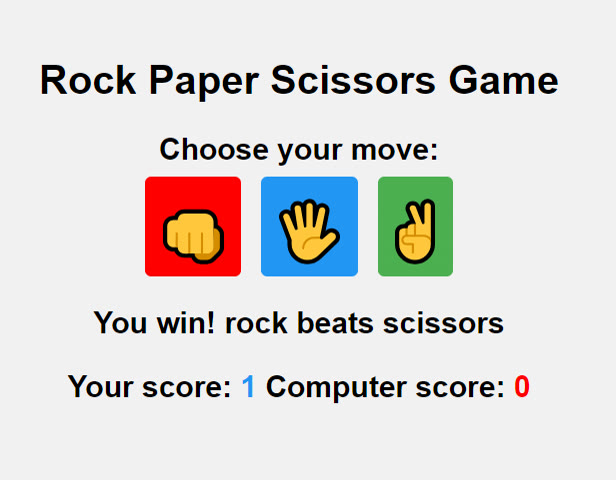 Rock Paper Scissors Game
Choose your move:
You win! rock beats scissors
Your score: 1 Computer score: 0